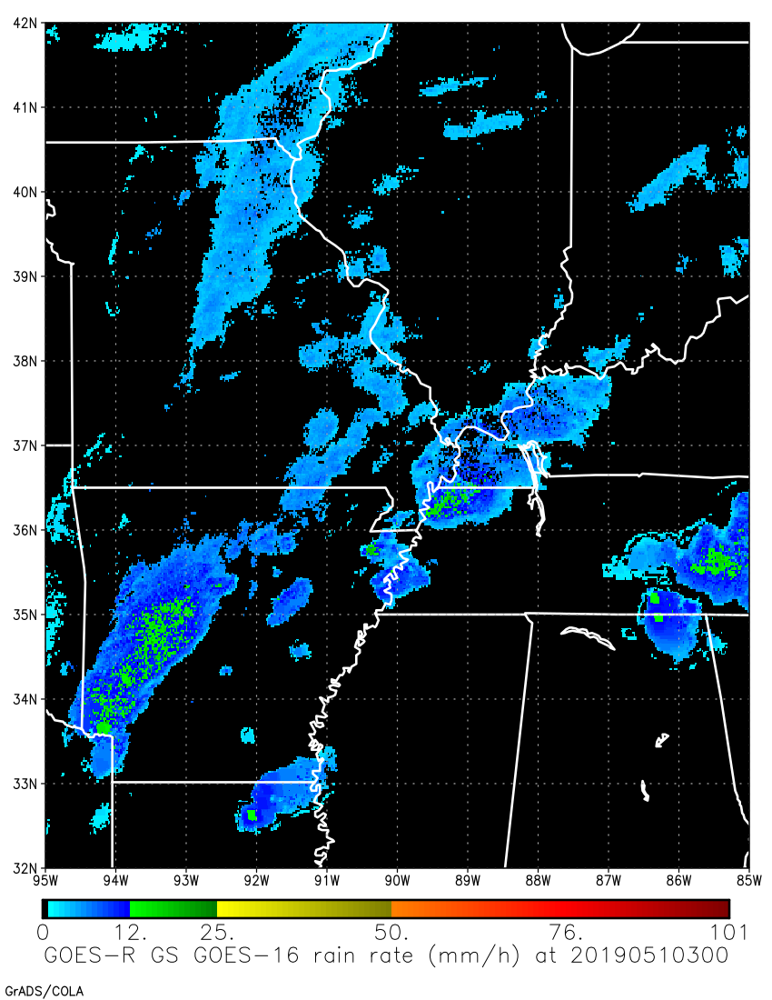 42N
41N
40N
39N
38N
37N
36N
35N
34N
33N
32N
95W 94W 93W 92W 91W 90W 89W 88W 87W 86W 85W
0 12. 25. 50. 76. 101
GOES-R GS GOES-16 rain rate (mm/h) at 20190510300
GrADS/COLA